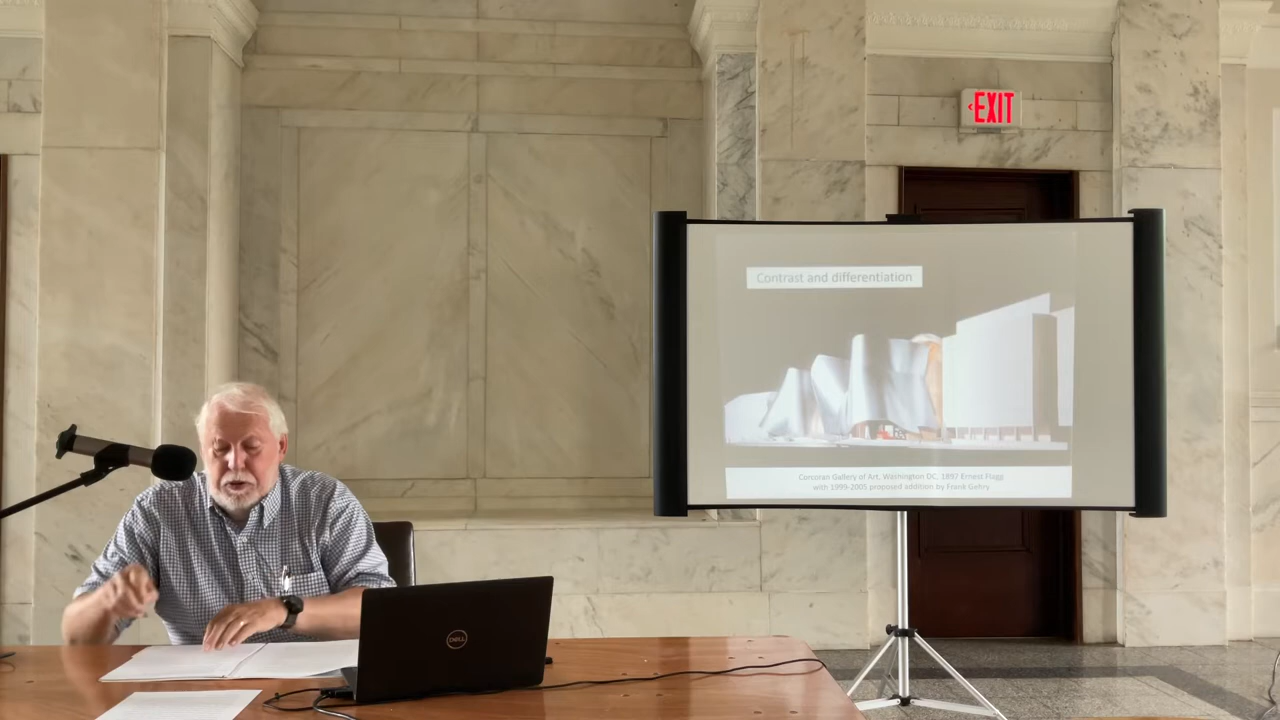 EXIT
Contrast and differentiation
Corcoran Gallery of Art, Washington DC, 1897 Ernest Flagg
with 1999-2005 proposed addition by Frank Gehry
DELL